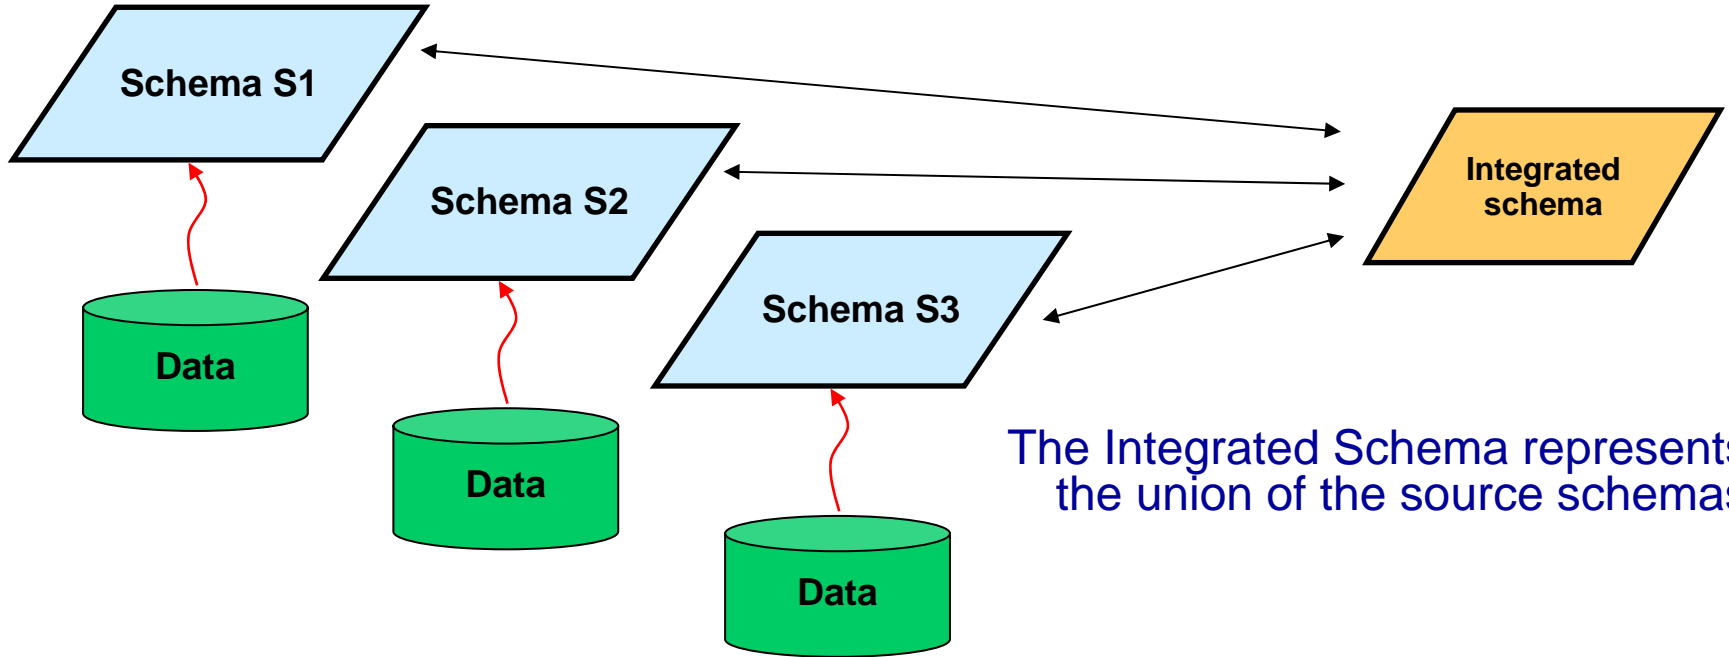 Schema S1
Schema S2
Schema S3
Integrated
schema
Data
Data
Data
The Integrated Schema represents
the union of the source schemas